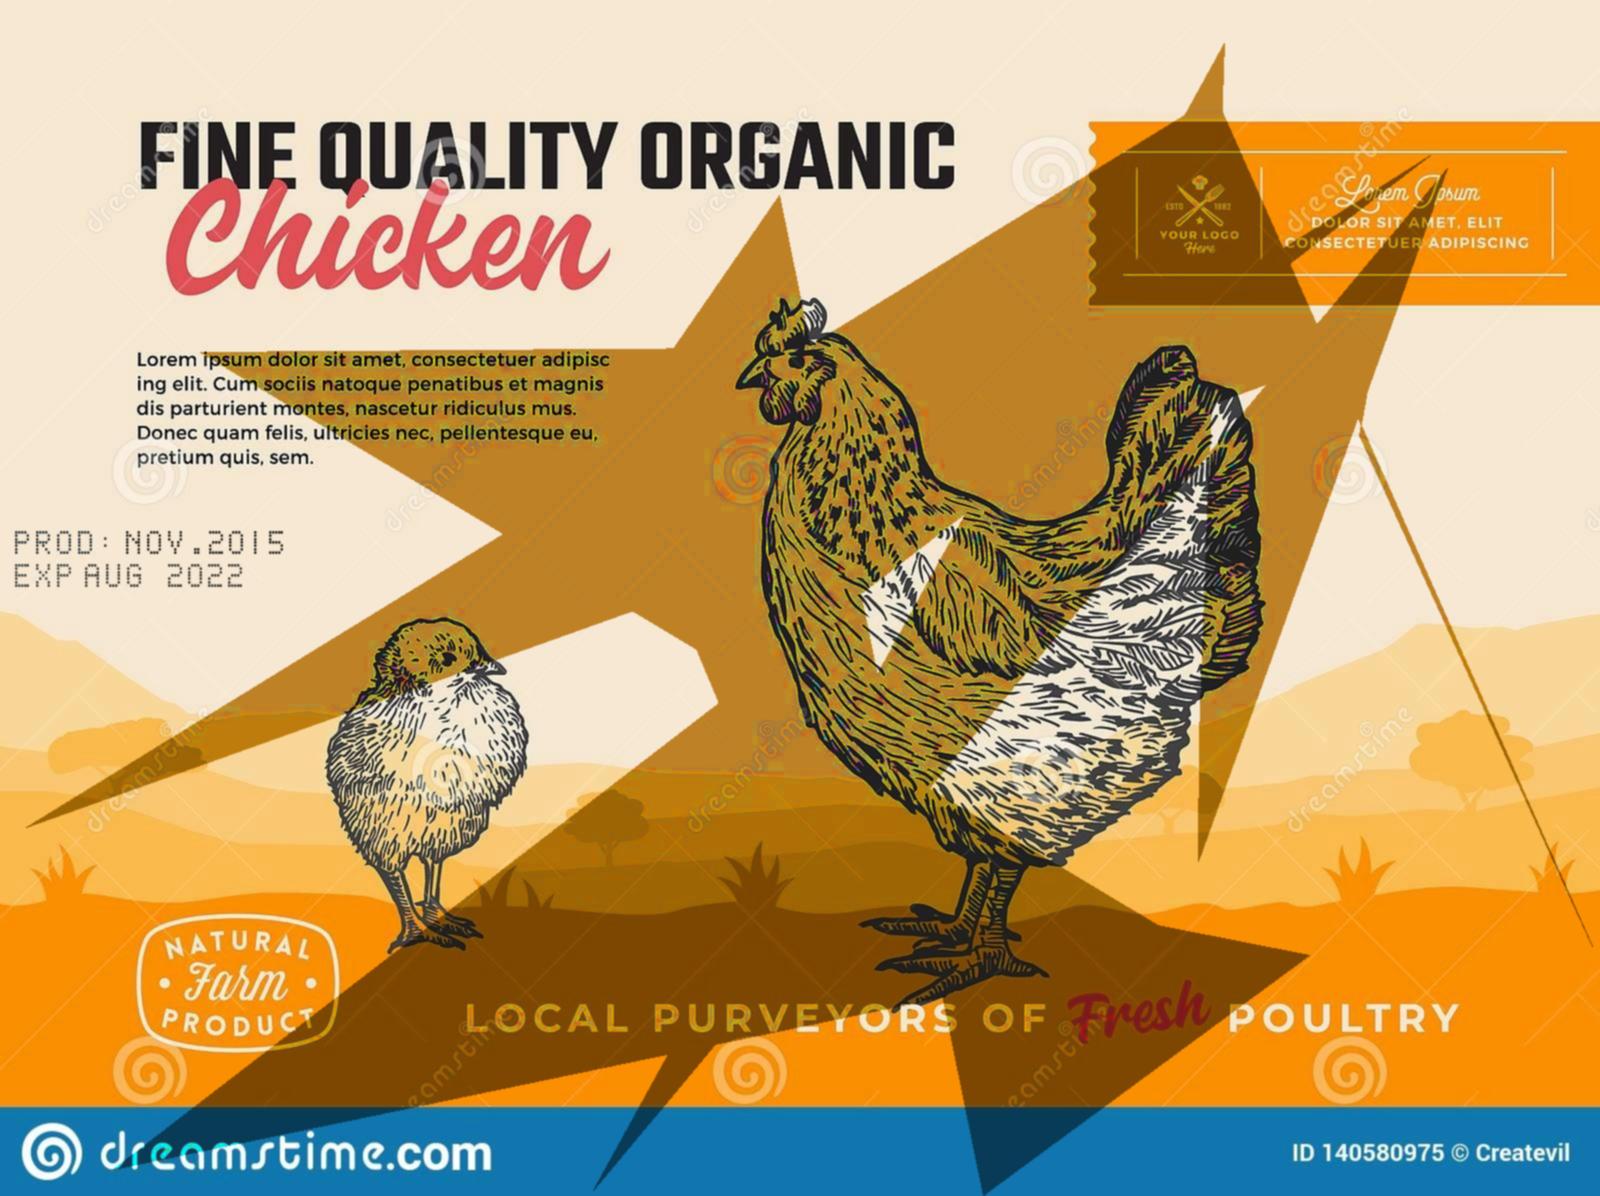 FINE QUALITY ORGANIC
Chicken
Lorem Ipsum
DOLOR SIT AMET, ELIT
CONSECTETUER ADIPISCING
ESTD 1982
YOUR LOGO
Here
Lorem ipsum dolor sit amet, consectetuer adipisc
ing elit. Cum sociis natoque penatibus et magnis
dis parturient montes, nascetur ridiculus mus.
Donec quam felis, ultricies nec, pellentesque eu,
pretium quis, sem.
PROD: NOV.2015
EXP AUG 2022
NATURAL
Farm
PRODUCT
LOCAL PURVEYORS OF Fresh POULTRY
dreamstime.com
ID 140580975 © Createvil